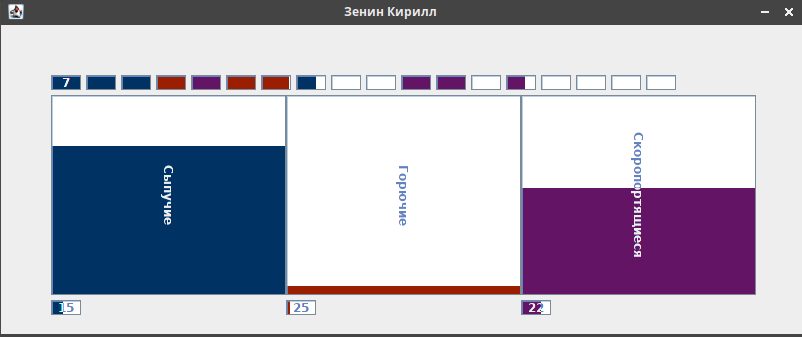 Зенин Кирилл
7
Сыпучие
Горючие
Скоропортящиеся
15
25
22